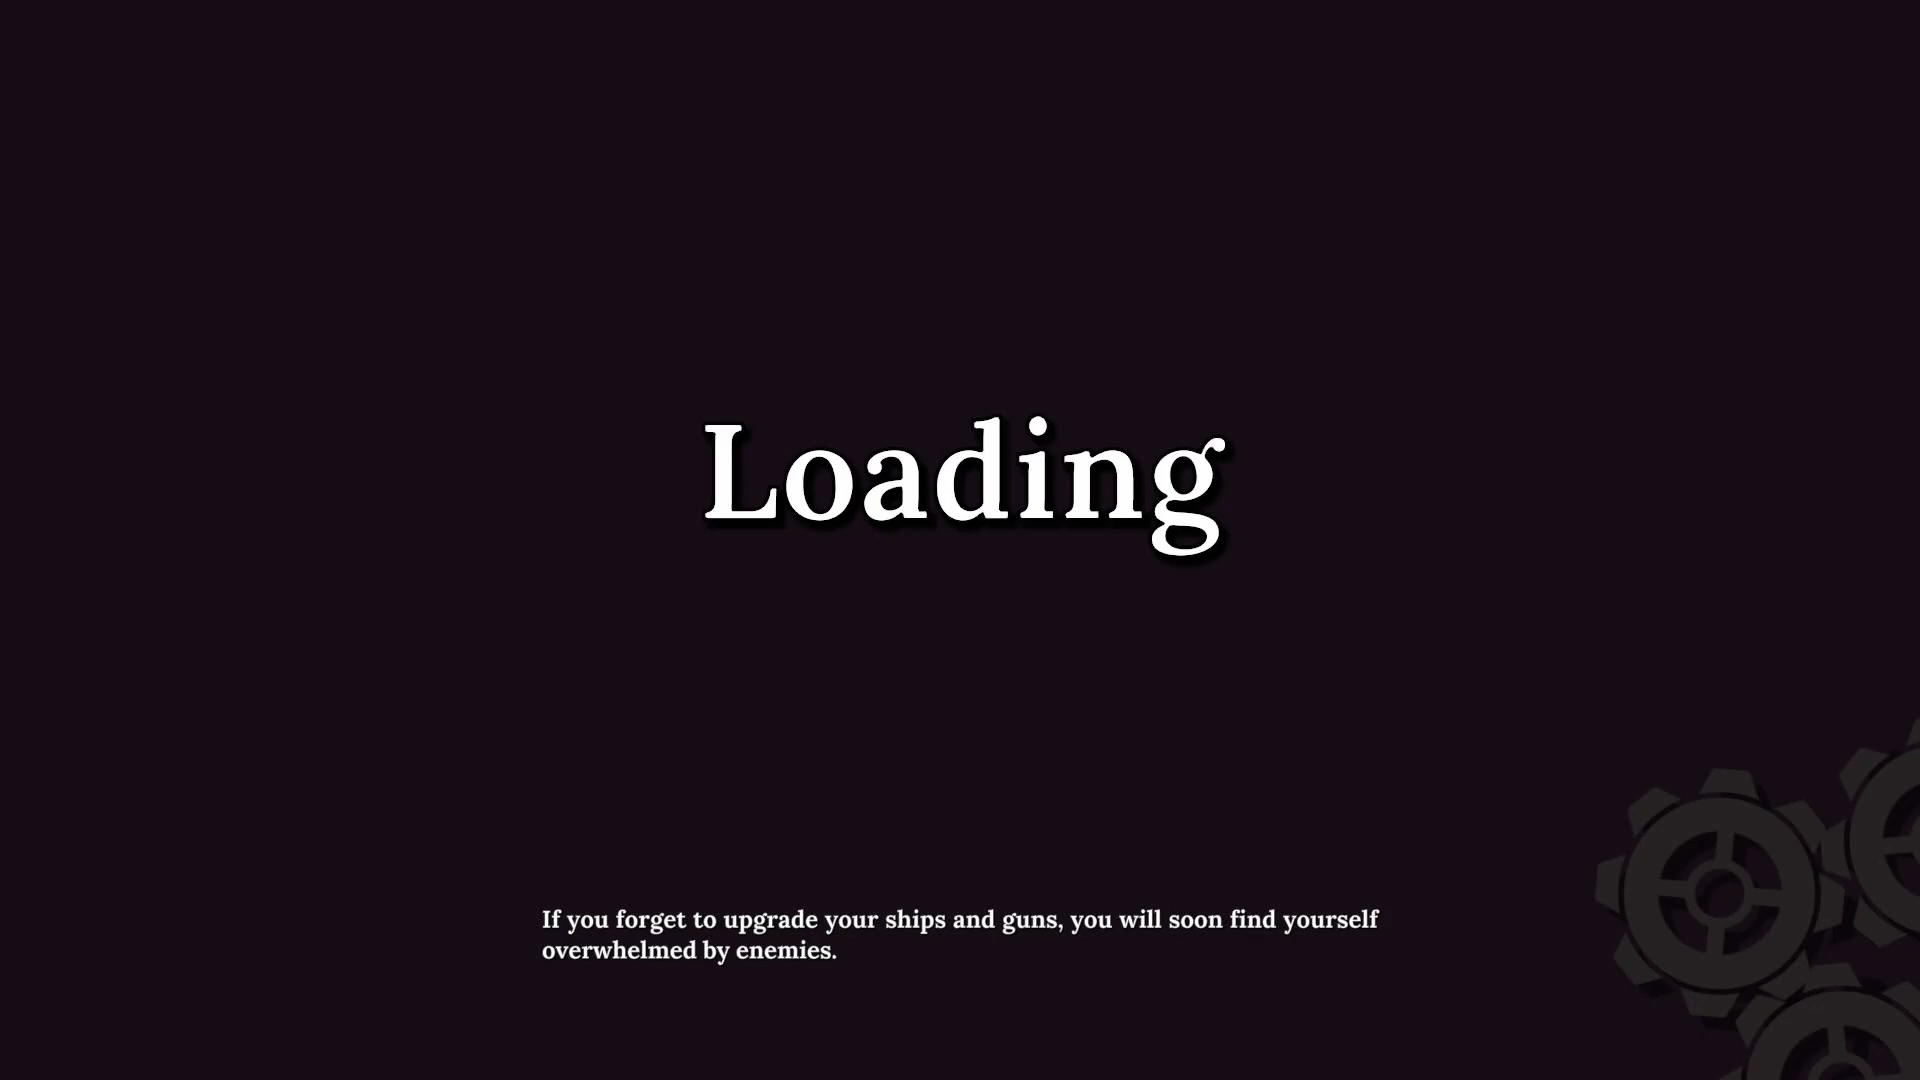 Loading
If you forget to upgrade your ships and guns, you will soon find yourself
overwhelmed by enemies.